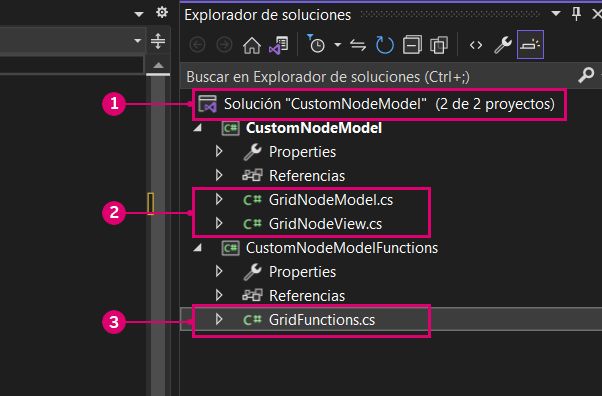 Explorador de soluciones
Buscar en Explorador de soluciones (Ctrl+;)
1 Solución "CustomNodeModel" (2 de 2 proyectos)
C# CustomNodeModel
Properties
Referencias
C# GridNodeModel.cs
2
C# GridNodeView.cs
C# CustomNodeModelFunctions
Properties
Referencias
3 C# GridFunctions.cs